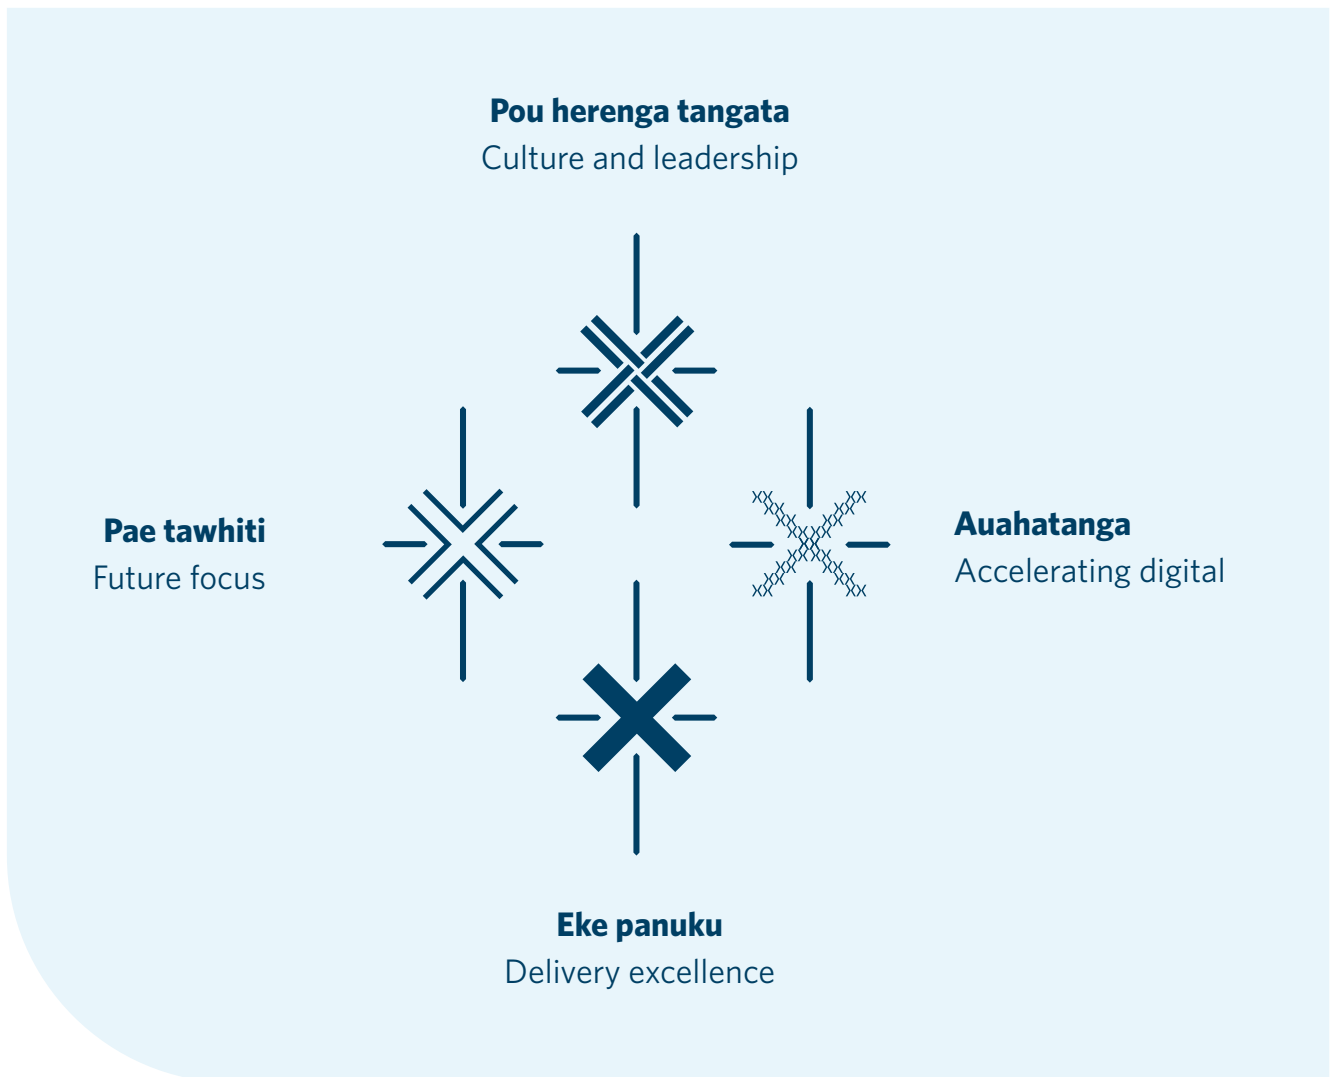 Pou herenga tangata
Culture and leadership
Pae tawhiti
Future focus
Auahatanga
Accelerating digital
Eke panuku
Delivery excellence